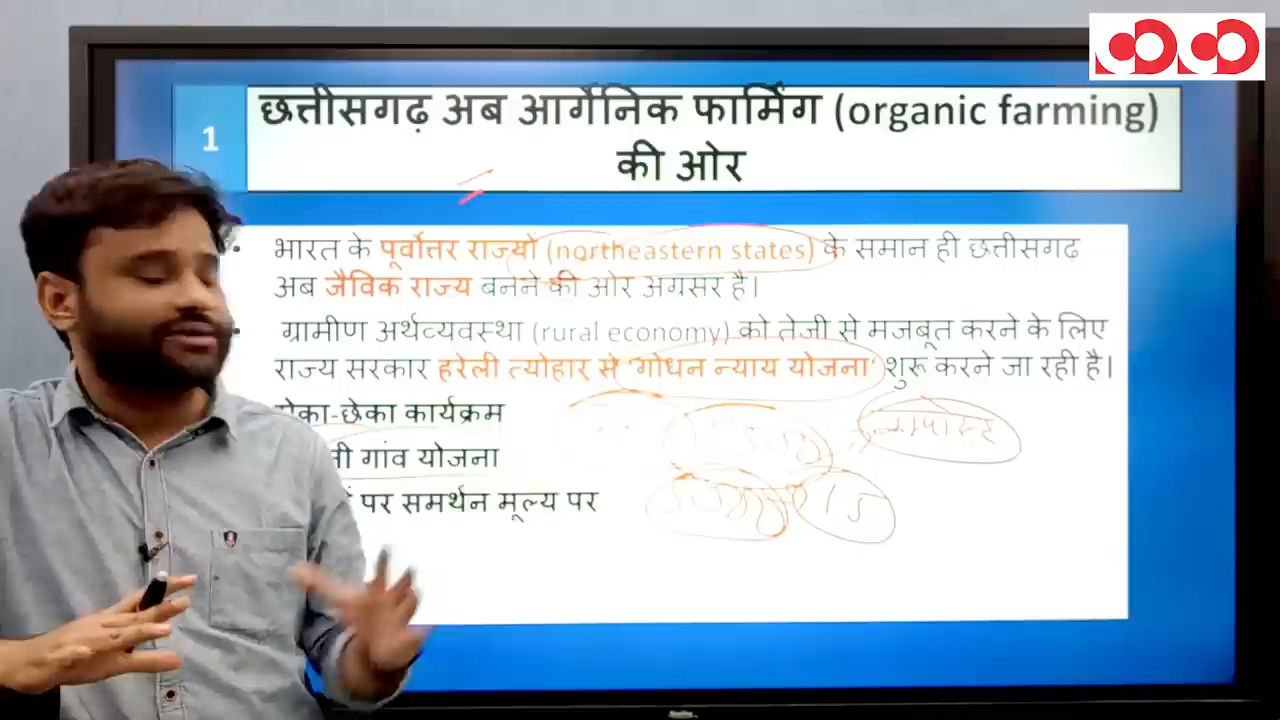 1
छत्तीसगढ़ अब आर्गेनिक फार्मिंग (organic farming)
की ओर
भारत के पूर्वोत्तर राज्यों (northeastern states) के समान ही छत्तीसगढ
अब जैविक राज्य बनने की ओर अग्रसर है।
ग्रामीण अर्थव्यवस्था (rural economy) को तेजी से मजबूत करने के लिए
राज्य सरकार हरेली त्योहार से 'गोधन न्याय योजना' शुरू करने जा रही है।
-छेका कार्यक्रम
गांव योजना
पर समर्थन मूल्य पर
15